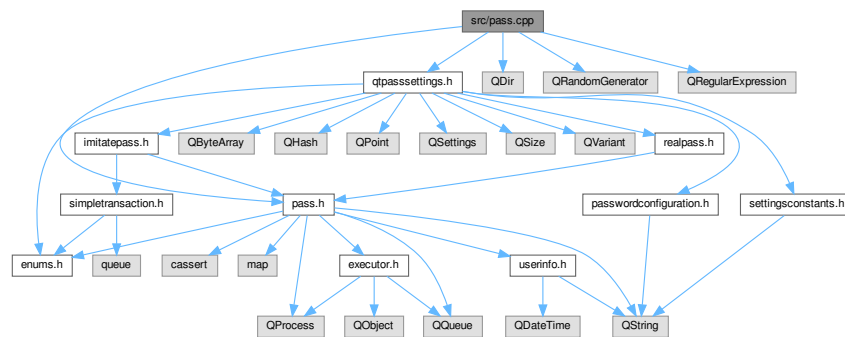 src/pass.cpp
qtpasssettings.h
QDir
QRandomGenerator
QRegularExpression
imitatepass.h
QByteArray
QHash
QPoint
QSettings
QSize
QVariant
realpass.h
simpletransaction.h
pass.h
passwordconfiguration.h
settingsconstants.h
enums.h
queue
cassert
map
executor.h
userinfo.h
QProcess
QObject
QQueue
QDateTime
QString